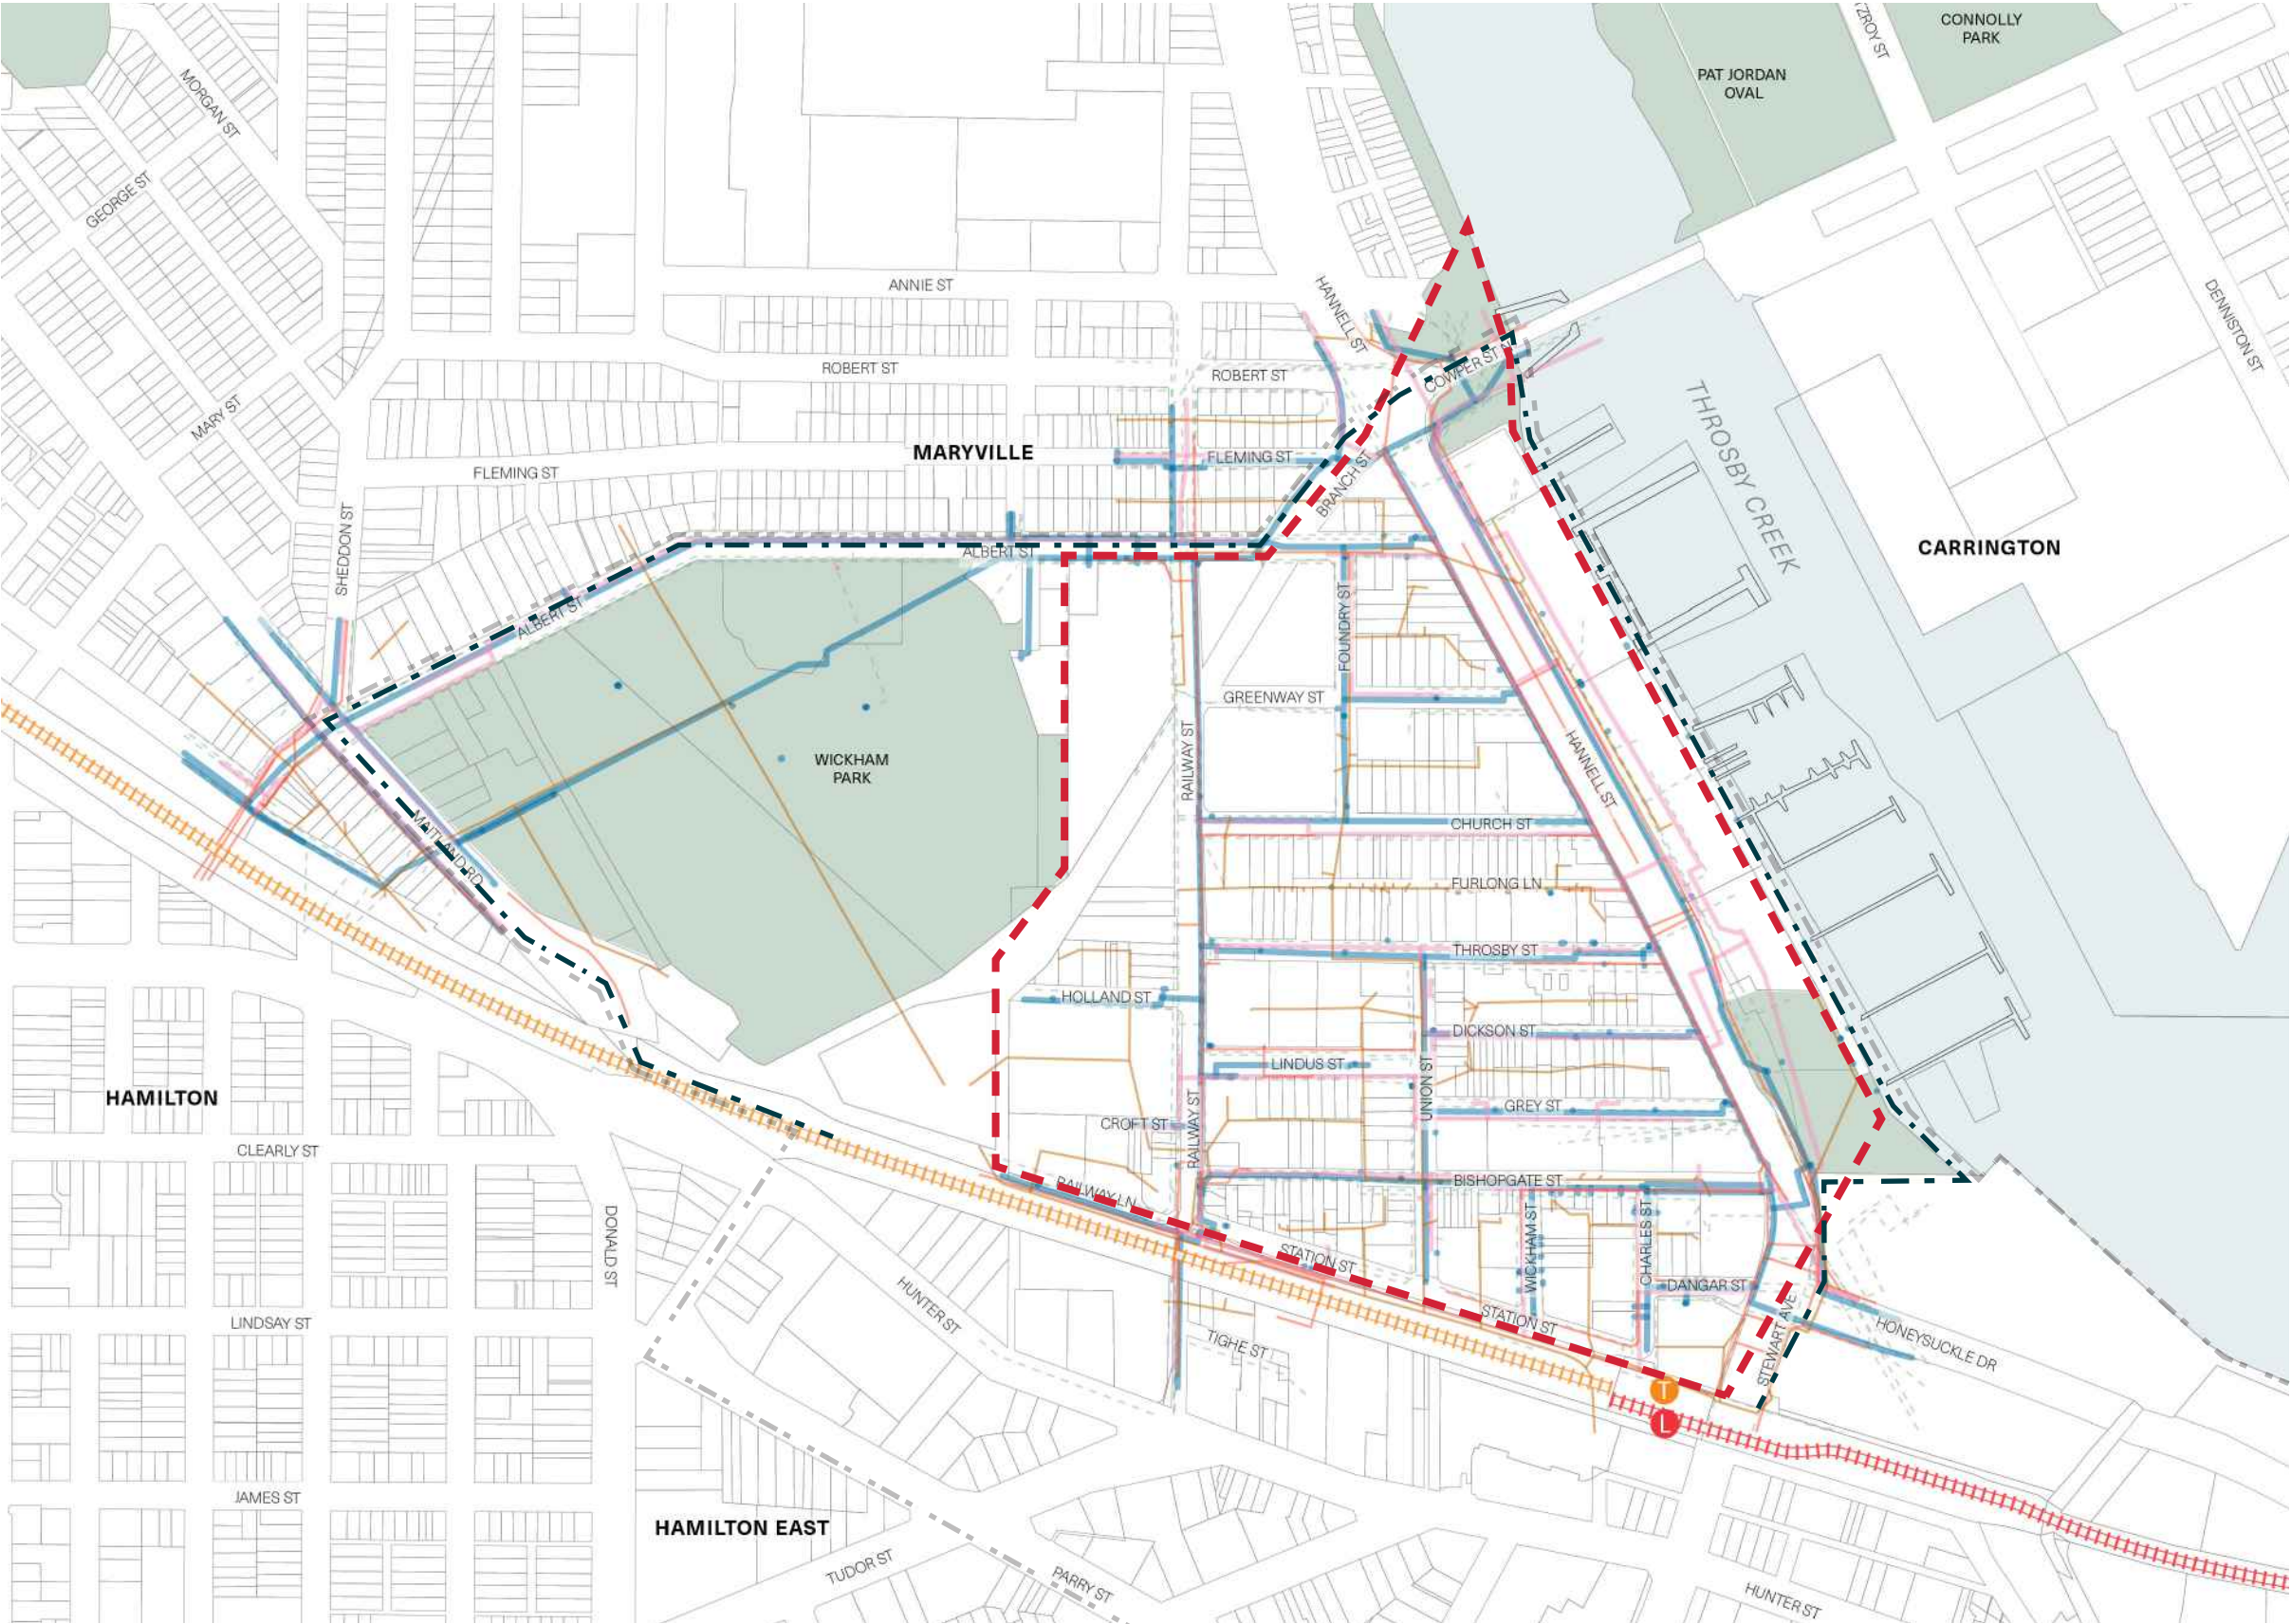 CONNOLLY
PARK
ZROY ST
PAT JORDAN
OVAL
MORGAN ST
GEORGE ST
ANNIE ST
HANNELL ST
DENNISTON ST
ROBERT ST
ROBERT ST
COWPER ST N
MARY ST
MARYVILLE
FLEMING ST
FLEMING ST
BRANCH ST
THROSBY CREEK
SHEDDON ST
ALBERT ST
CARRINGTON
ALBERT ST
FOUNDRY ST
GREENWAY ST
RAILWAY ST
HANNELL ST
WICKHAM
PARK
MAITLAND RD
CHURCH ST
FURLONG LN
THROSBY ST
HOLLAND ST
DICKSON ST
LINDUS ST
UNION ST
HAMILTON
GREY ST
CROFT ST
RAILWAY ST
CLEARLY ST
BISHOPGATE ST
RAILWAY LN
DONALD ST
WICKHAM ST
CHARLES ST
STATION ST
DANGAR ST
HUNTER ST
STATION ST
STEWART AVE
HONEYSUCKLE DR
LINDSAY ST
TIGHE ST
T
L
JAMES ST
HAMILTON EAST
TUDOR ST
PARRY ST
HUNTER ST